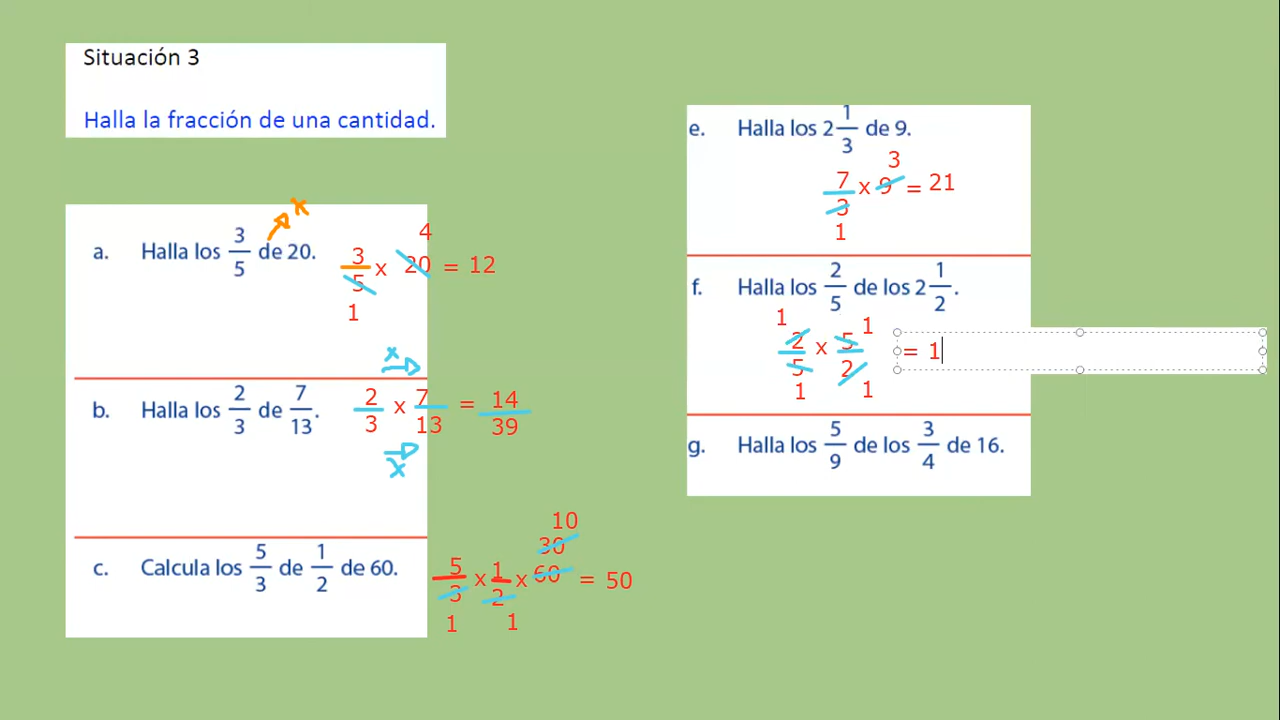 Situación 3
Halla la fracción de una cantidad.
a. Halla los 3/5 de 20.
x
3/5 x 20 = 12
4
1
b. Halla los 2/3 de 7/13.
x
2/3 x 7/13 = 14/39
x
c. Calcula los 5/3 de 1/2 de 60.
10
30
5/3 x 1/2 x 60 = 50
1 1
e. Halla los 2 1/3 de 9.
3
7/3 x 9 = 21
1
f. Halla los 2/5 de los 2 1/2.
1 1
2/5 x 5/2 = 1
1 1
g. Halla los 5/9 de los 3/4 de 16.